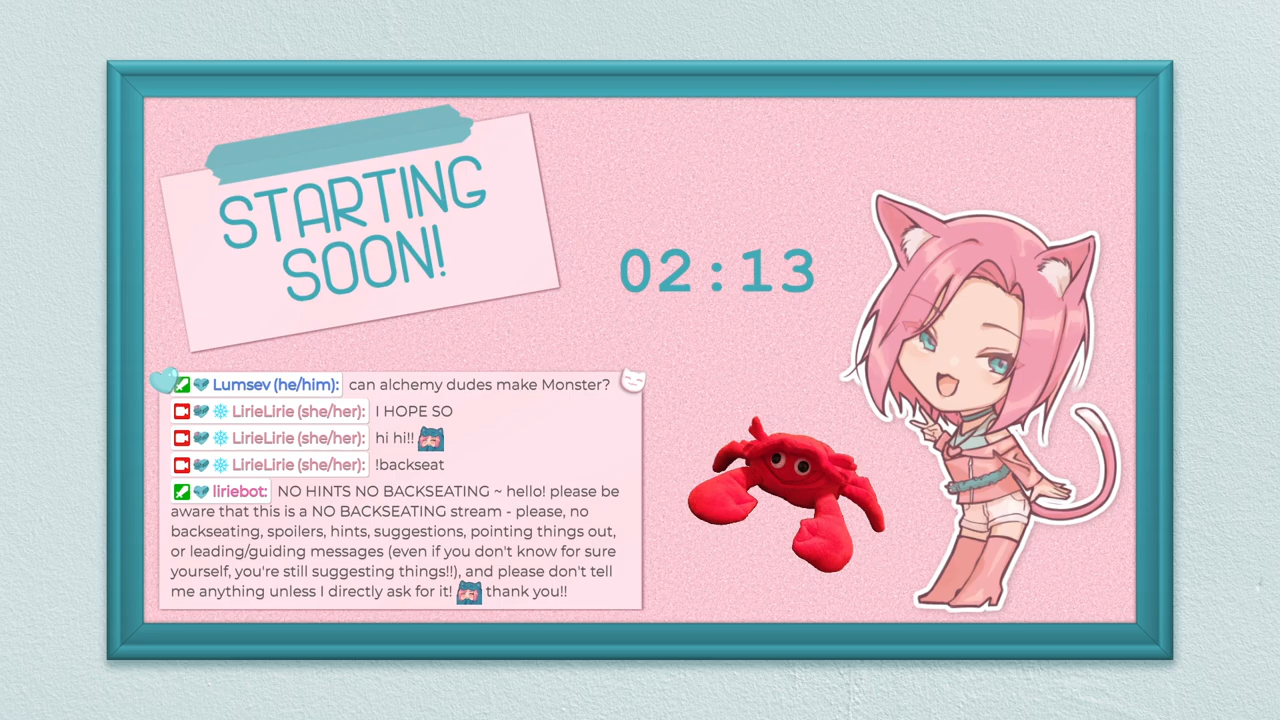 STARTING
SOON!
02:13
Lumsev (he/him): can alchemy dudes make Monster?
LirieLirie (she/her): I HOPE SO
LirieLirie (she/her): hi hi!!
LirieLirie (she/her): !backseat
liriebot: NO HINTS NO BACKSEATING ~ hello! please be
aware that this is a NO BACKSEATING stream - please, no
backseating, spoilers, hints, suggestions, pointing things out,
or leading/guiding messages (even if you don't know for sure
yourself, you're still suggesting things!!), and please don't tell
me anything unless I directly ask for it! thank you!!